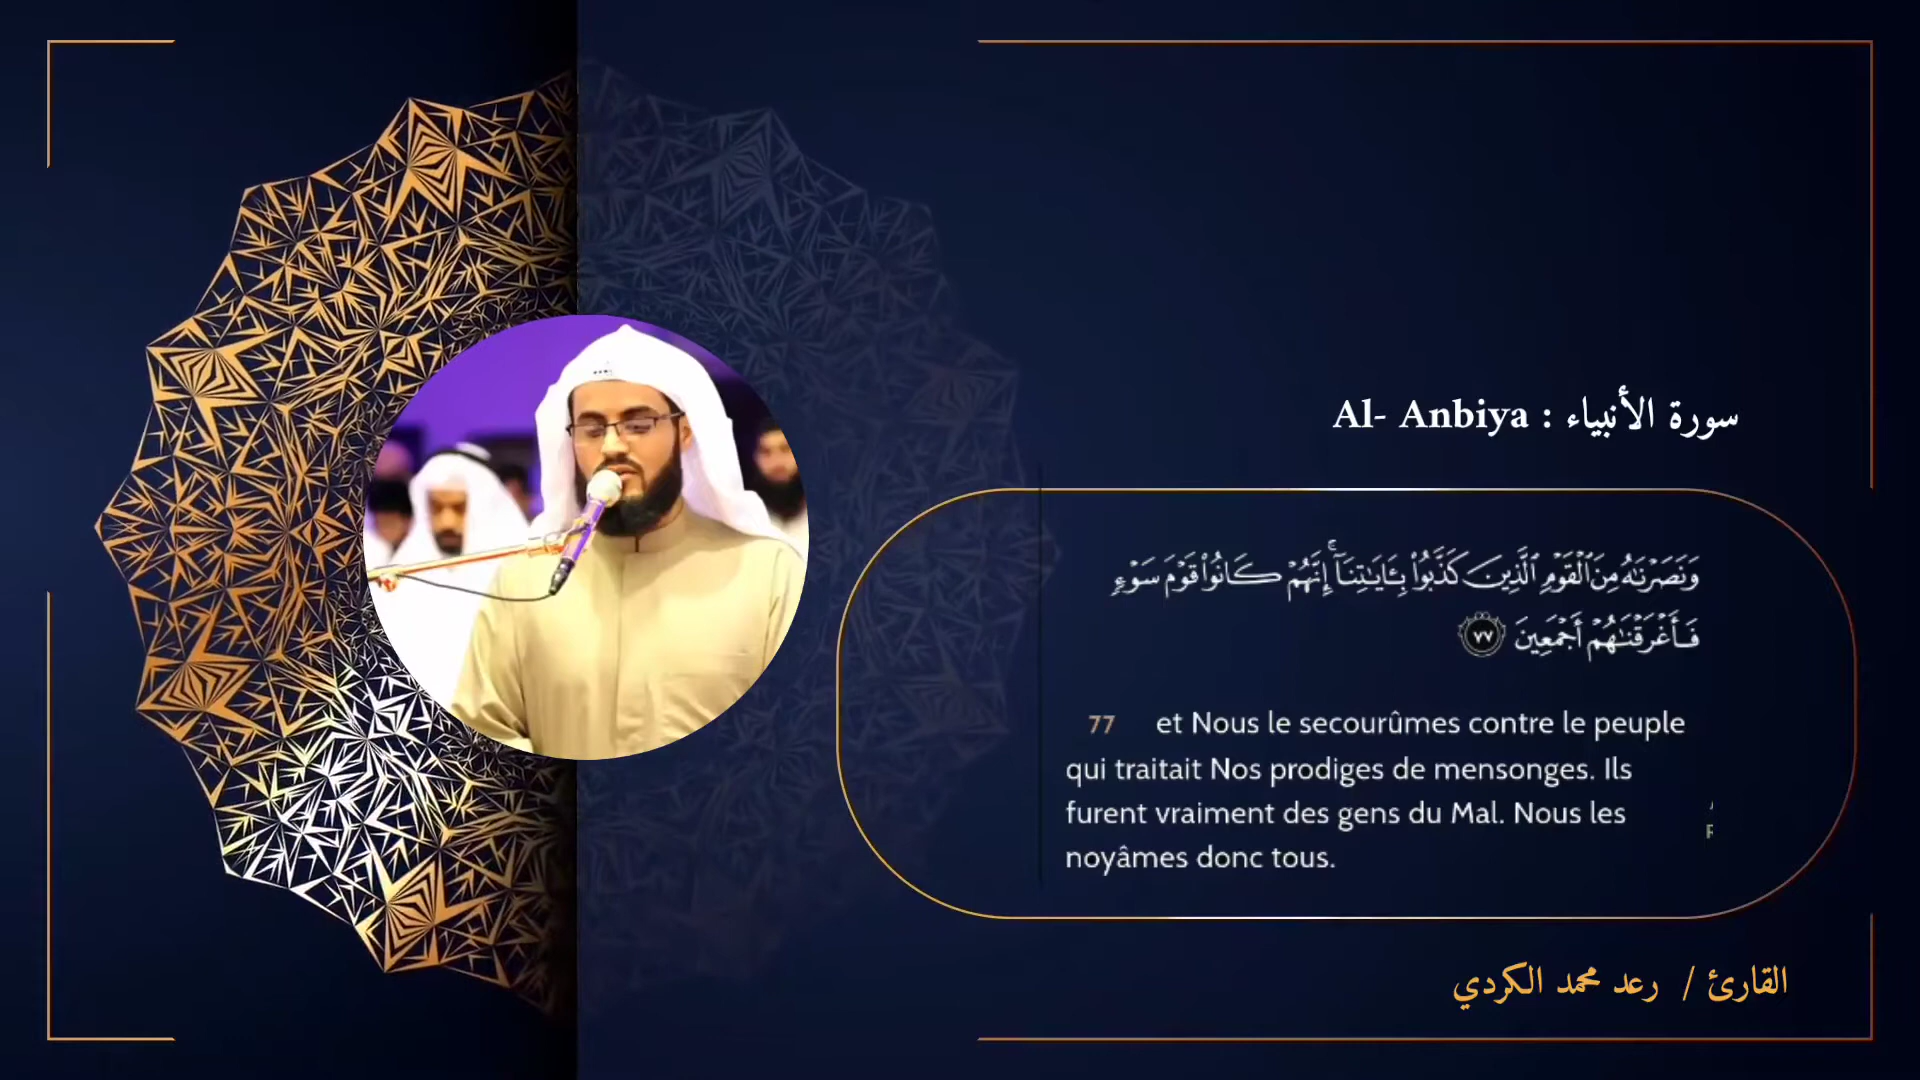 Al- Anbiya : سورة الأنبياء
وَنَصَرْنَٰهُ مِنَ ٱلْقَوْمِ ٱلَّذِينَ كَذَّبُوا۟ بِـَٔايَٰتِنَآ ۚ إِنَّهُمْ كَانُوا۟ قَوْمَ سَوْءٍ
فَأَغْرَقْنَٰهُمْ أَجْمَعِينَ ٧٧
77 et Nous le secourûmes contre le peuple
qui traitait Nos prodiges de mensonges. Ils
furent vraiment des gens du Mal. Nous les
noyâmes donc tous.
القارئ / رعد محمد الكردي